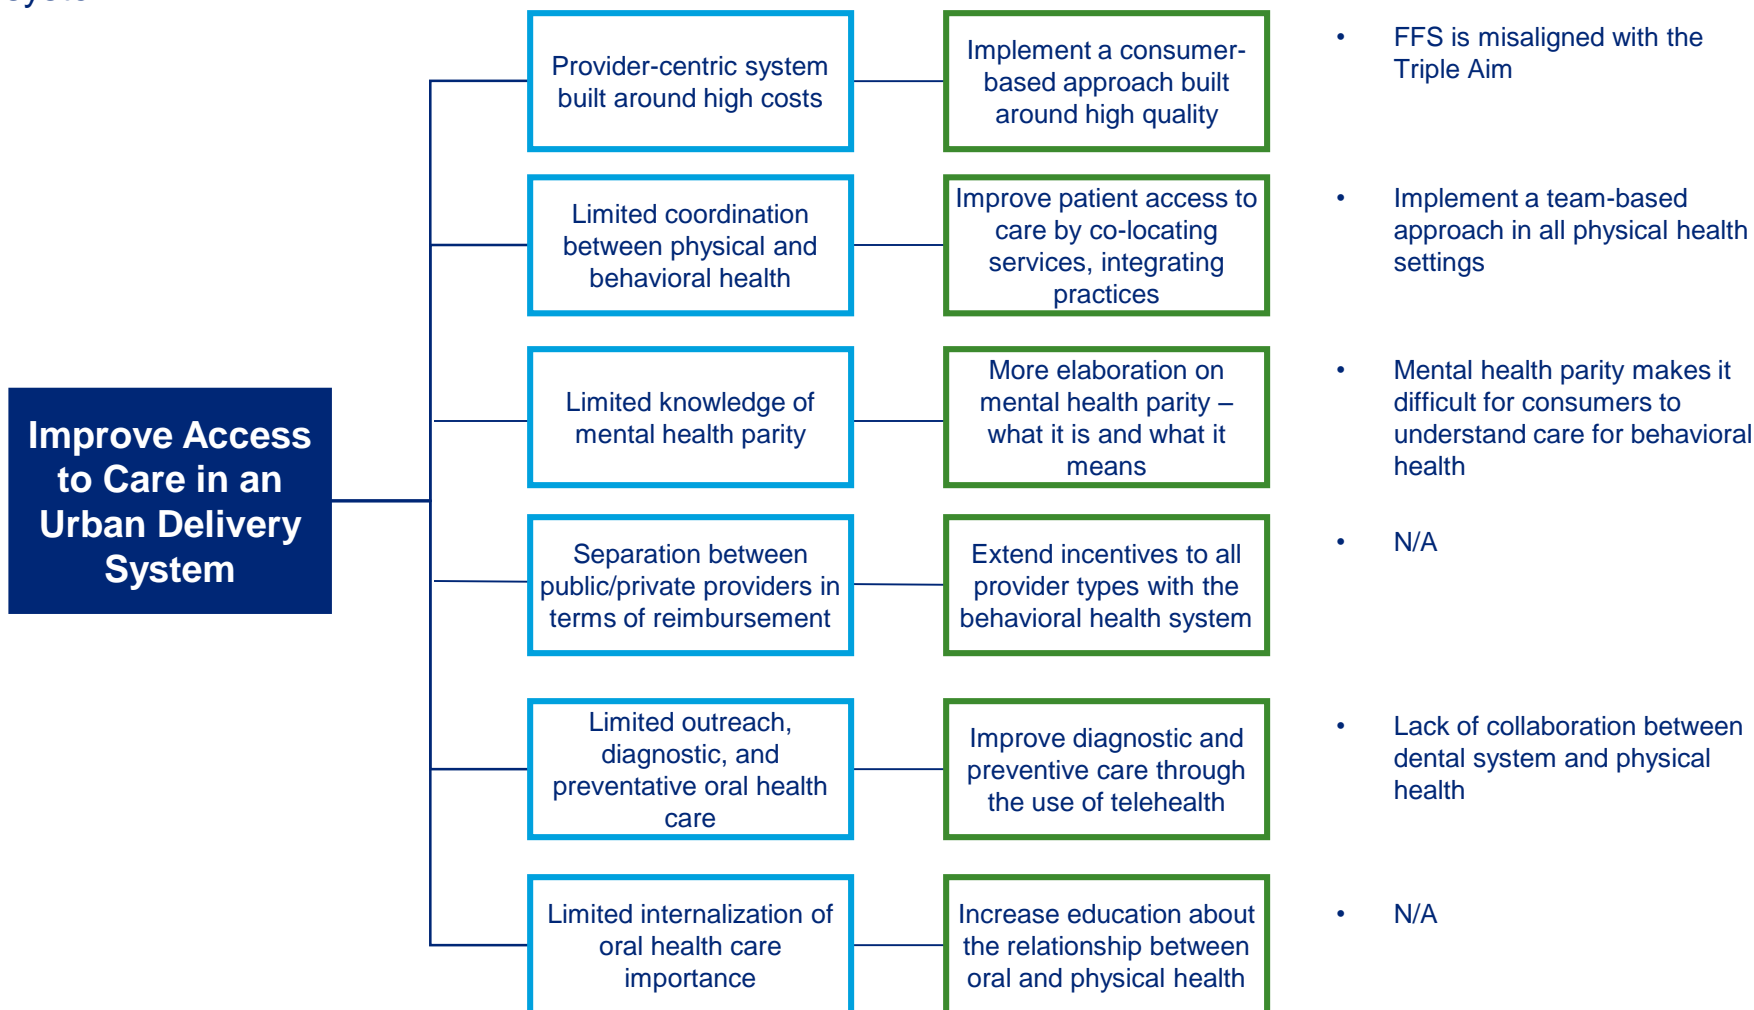 Provider-centric system
built around high costs
Implement a consumer-
based approach built
around high quality
• FFS is misaligned with the
Triple Aim
Limited coordination
between physical and
behavioral health
Improve patient access to
care by co-locating
services, integrating
practices
• Implement a team-based
approach in all physical health
settings
Improve Access
to Care in an
Urban Delivery
System
Limited knowledge of
mental health parity
More elaboration on
mental health parity –
what it is and what it
means
• Mental health parity makes it
difficult for consumers to
understand care for behavioral
health
Separation between
public/private providers in
terms of reimbursement
Extend incentives to all
provider types with the
behavioral health system
• N/A
Limited outreach,
diagnostic, and
preventative oral health
care
Improve diagnostic and
preventive care through
the use of telehealth
• Lack of collaboration between
dental system and physical
health
Limited internalization of
oral health care
importance
Increase education about
the relationship between
oral and physical health
• N/A